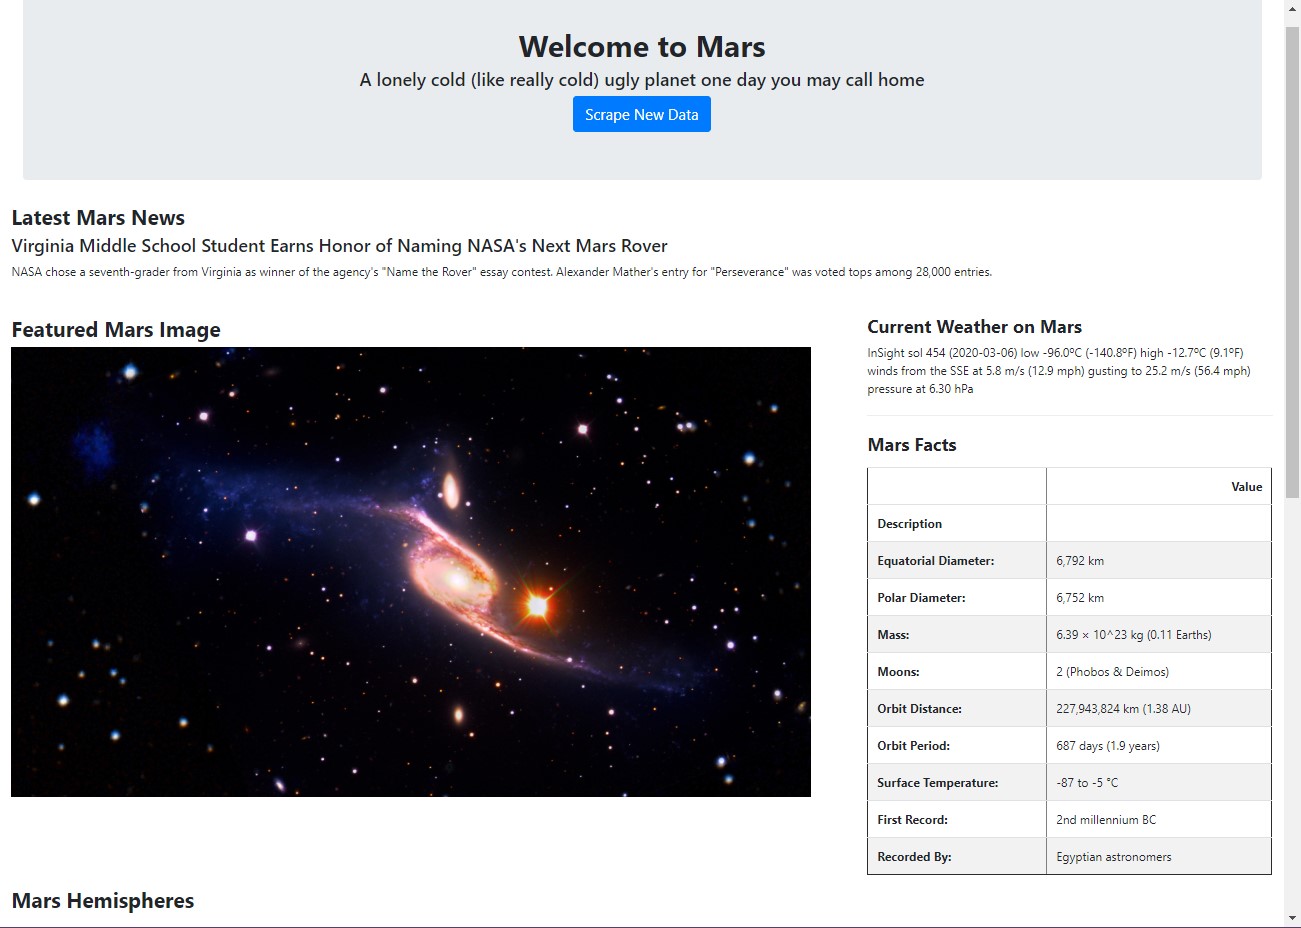 Welcome to Mars
A lonely cold (like really cold) ugly planet one day you may call home
Scrape New Data
Latest Mars News
Virginia Middle School Student Earns Honor of Naming NASA's Next Mars Rover
NASA chose a seventh-grader from Virginia as winner of the agency's "Name the Rover" essay contest. Alexander Mather's entry for "Perseverance" was voted tops among 28,000 entries.
Featured Mars Image
Current Weather on Mars
InSight sol 454 (2020-03-06) low -96.0ºC (-140.8ºF) high -12.7ºC (9.1ºF)
winds from the SSE at 5.8 m/s (12.9 mph) gusting to 25.2 m/s (56.4 mph)
pressure at 6.30 hPa
Mars Facts
Value
Description
Equatorial Diameter: 6,792 km
Polar Diameter: 6,752 km
Mass: 6.39 × 10^23 kg (0.11 Earths)
Moons: 2 (Phobos & Deimos)
Orbit Distance: 227,943,824 km (1.38 AU)
Orbit Period: 687 days (1.9 years)
Surface Temperature: -87 to -5 °C
First Record: 2nd millennium BC
Recorded By: Egyptian astronomers
Mars Hemispheres